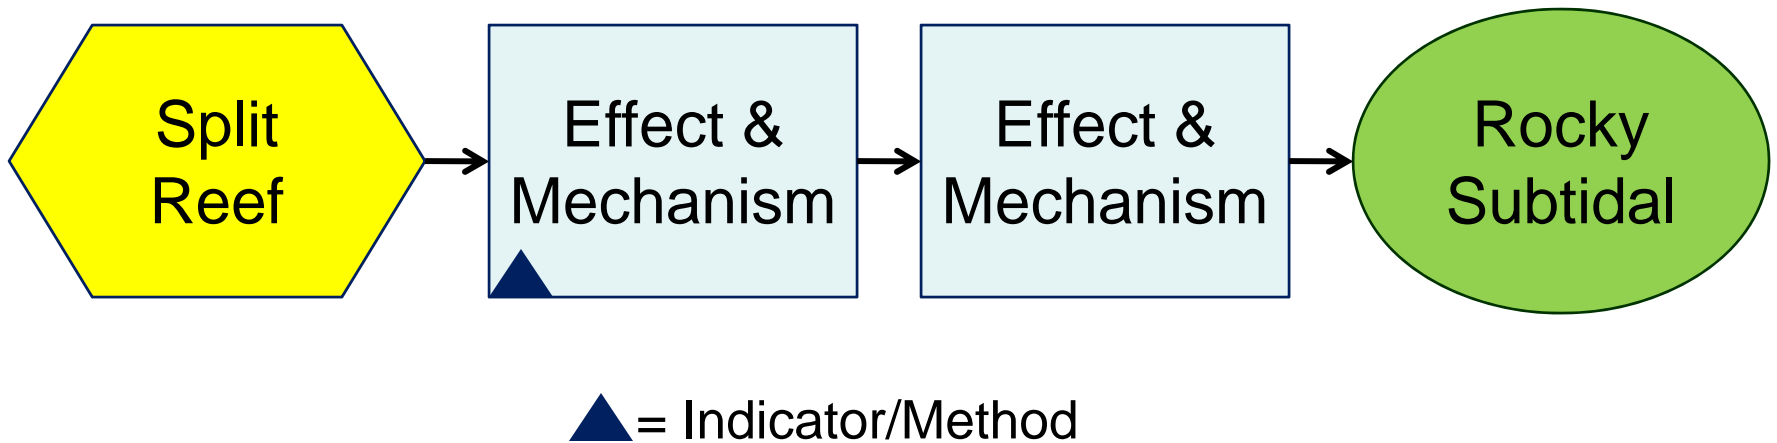 Split
Reef
Effect &
Mechanism
Effect &
Mechanism
Rocky
Subtidal
= Indicator/Method